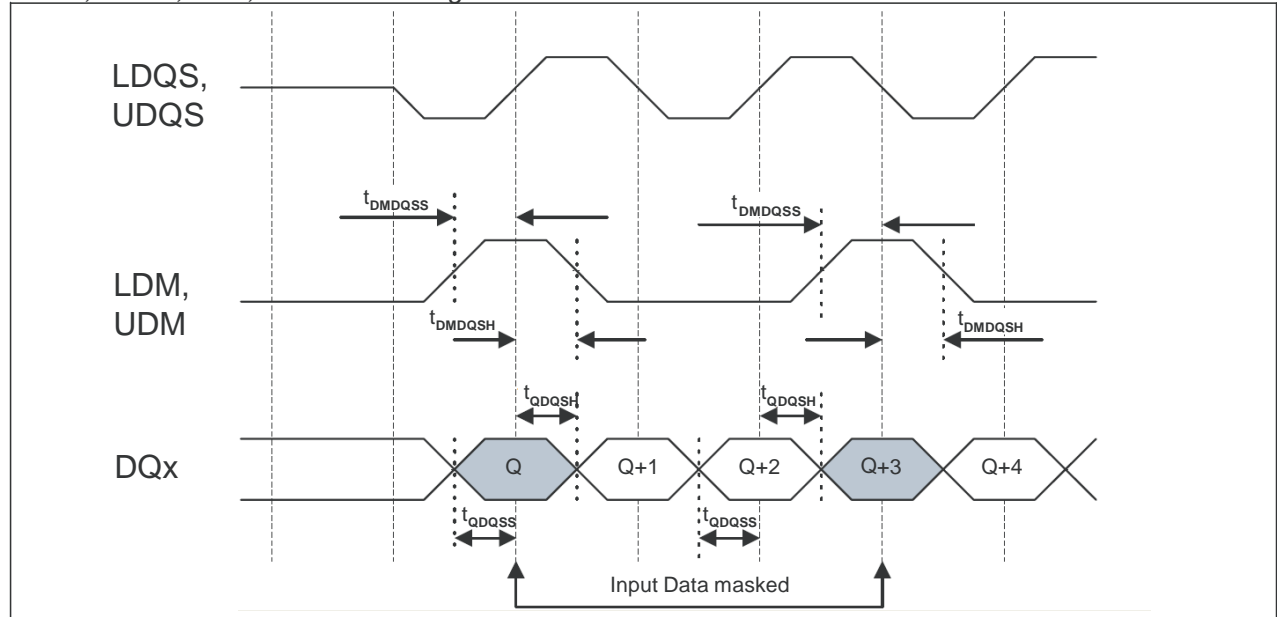 LDQS,
UDQS
tDMDQSS
tDMDQSS
LDM,
UDM
tDMDQSH
tDMDQSH
tQDQSH
tQDQSH
DQx
Q
Q+1
Q+2
Q+3
Q+4
tQDQSS
tQDQSS
Input Data masked